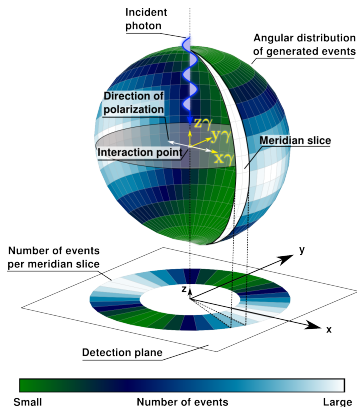 Incident
photon
Angular distribution
of generated events
Direction of
polarization
zγ
yγ
Interaction point
xγ
Meridian slice
Number of events
per meridian slice
y
z
x
Detection plane
Small Number of events Large